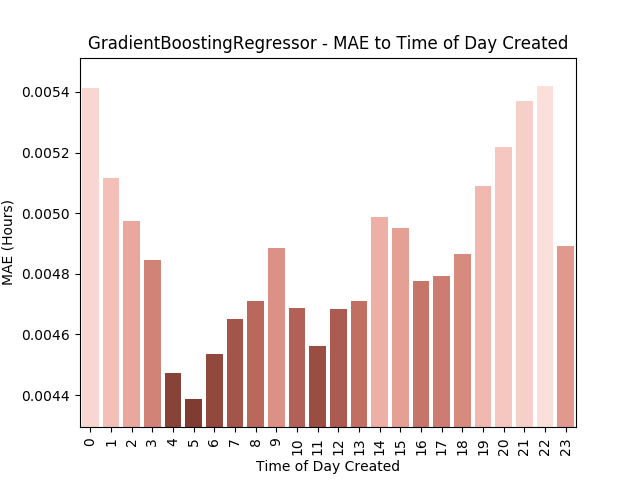 GradientBoostingRegressor - MAE to Time of Day Created
MAE (Hours)
0.0054
0.0052
0.0050
0.0048
0.0046
0.0044
0 1 2 3 4 5 6 7 8 9 10 11 12 13 14 15 16 17 18 19 20 21 22 23
Time of Day Created